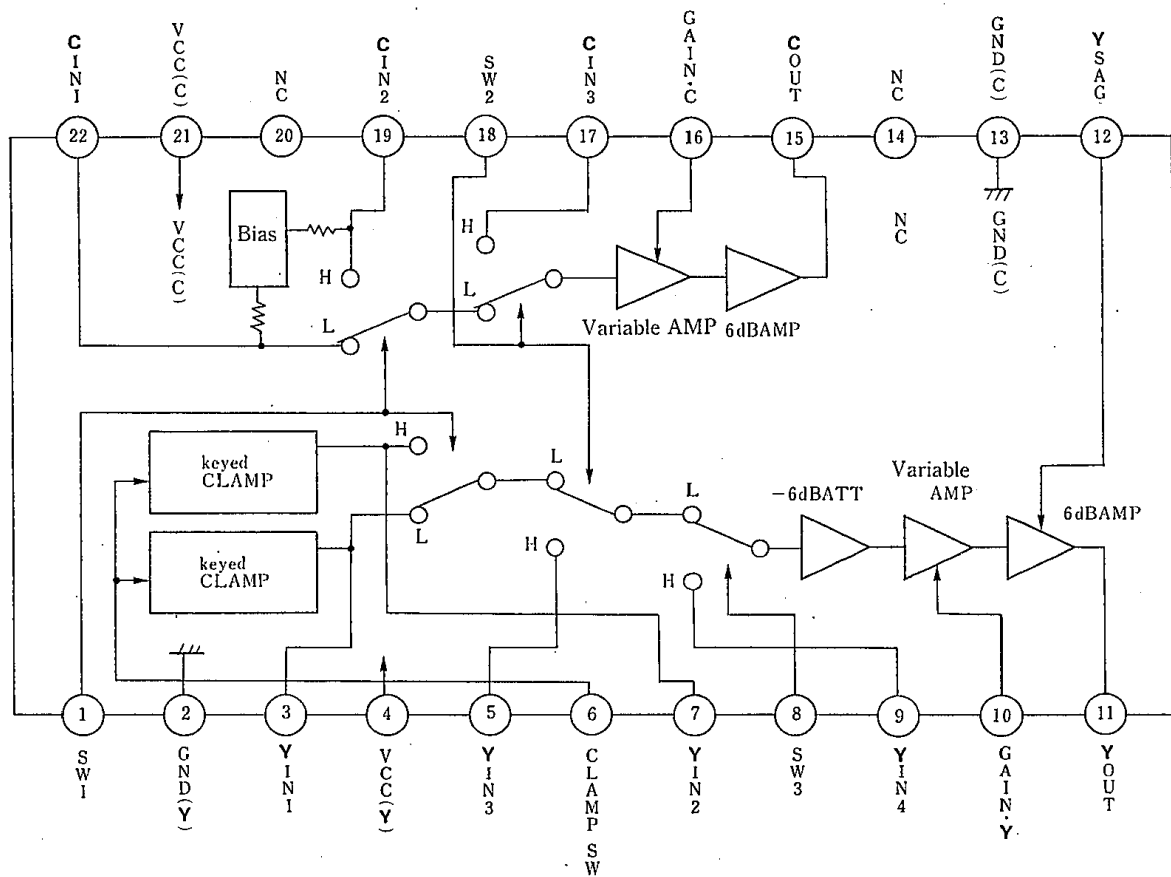 CIN1
VCC(C)
NC
CIN2
SW2
CIN3
GAIN·C
COUT
NC
GND(C)
YSAG
22
21
20
19
18
17
16
15
14
13
12
VCC(C)
Bias
H
H
NC
GND(C)
L
L
Variable AMP
6dBAMP
H
keyed
CLAMP
L
L
L
-6dBATT
Variable
AMP
6dBAMP
keyed
CLAMP
H
H
1
2
3
4
5
6
7
8
9
10
11
SW1
GND(Y)
YIN1
VCC(Y)
YIN3
CLAMP SW
YIN2
SW3
YIN4
GAIN·Y
YOUT